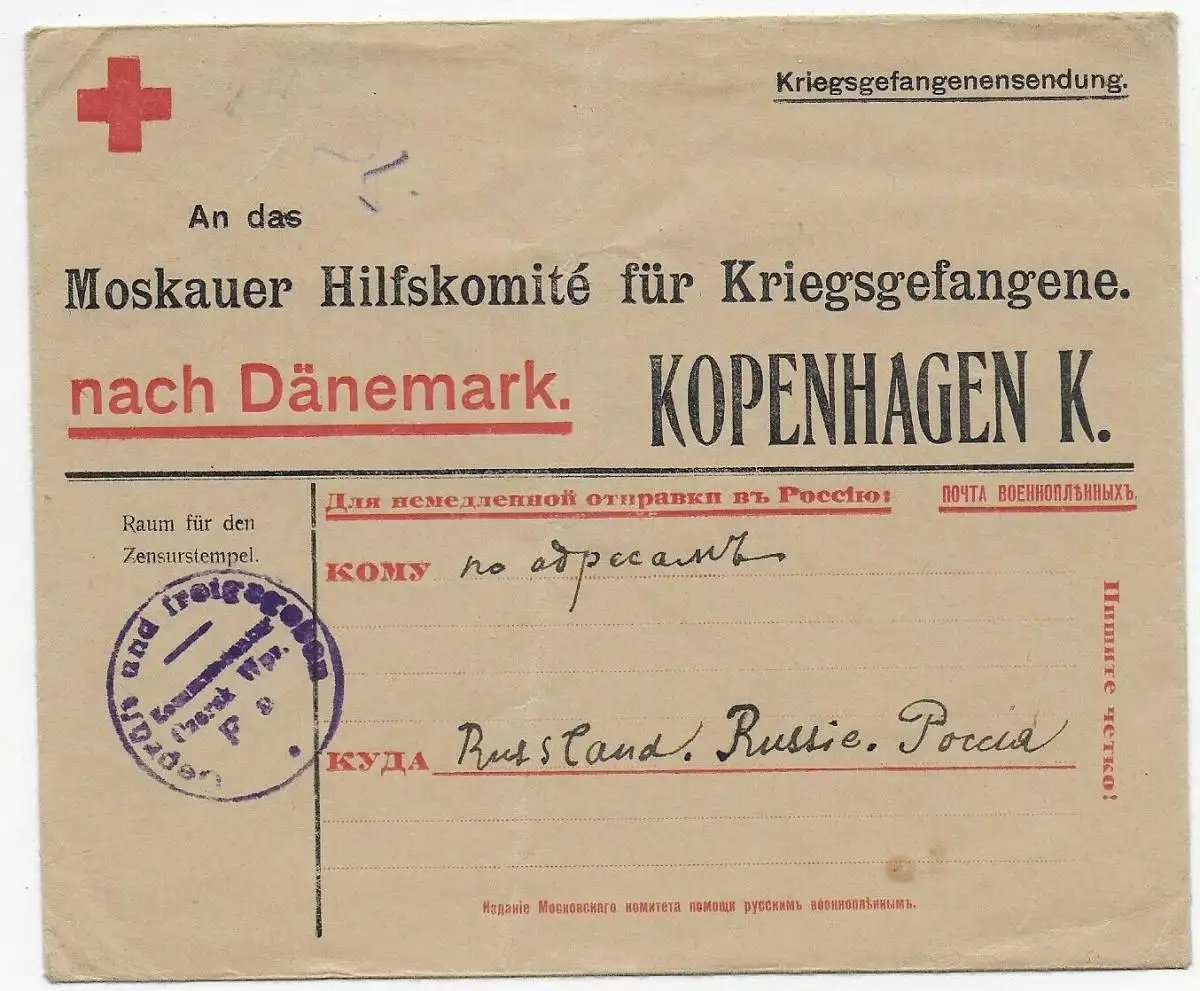 Kriegsgefangenensendung.
An das
Moskauer Hilfskomité für Kriegsgefangene.
nach Dänemark.
KOPENHAGEN K.
Для немедленной отправки въ Россію:
ПОЧТА ВОЕННОПЛѢННЫХЪ.
Raum für den
Zensurstempel.
КОМУ по адресамъ
Geprüft und freigegeben
Czersk Wpr.
КУДА Russland. Russie. Россія
Пишите четко!
Изданіе Московскаго комитета помощи русскимъ военноплѣннымъ.